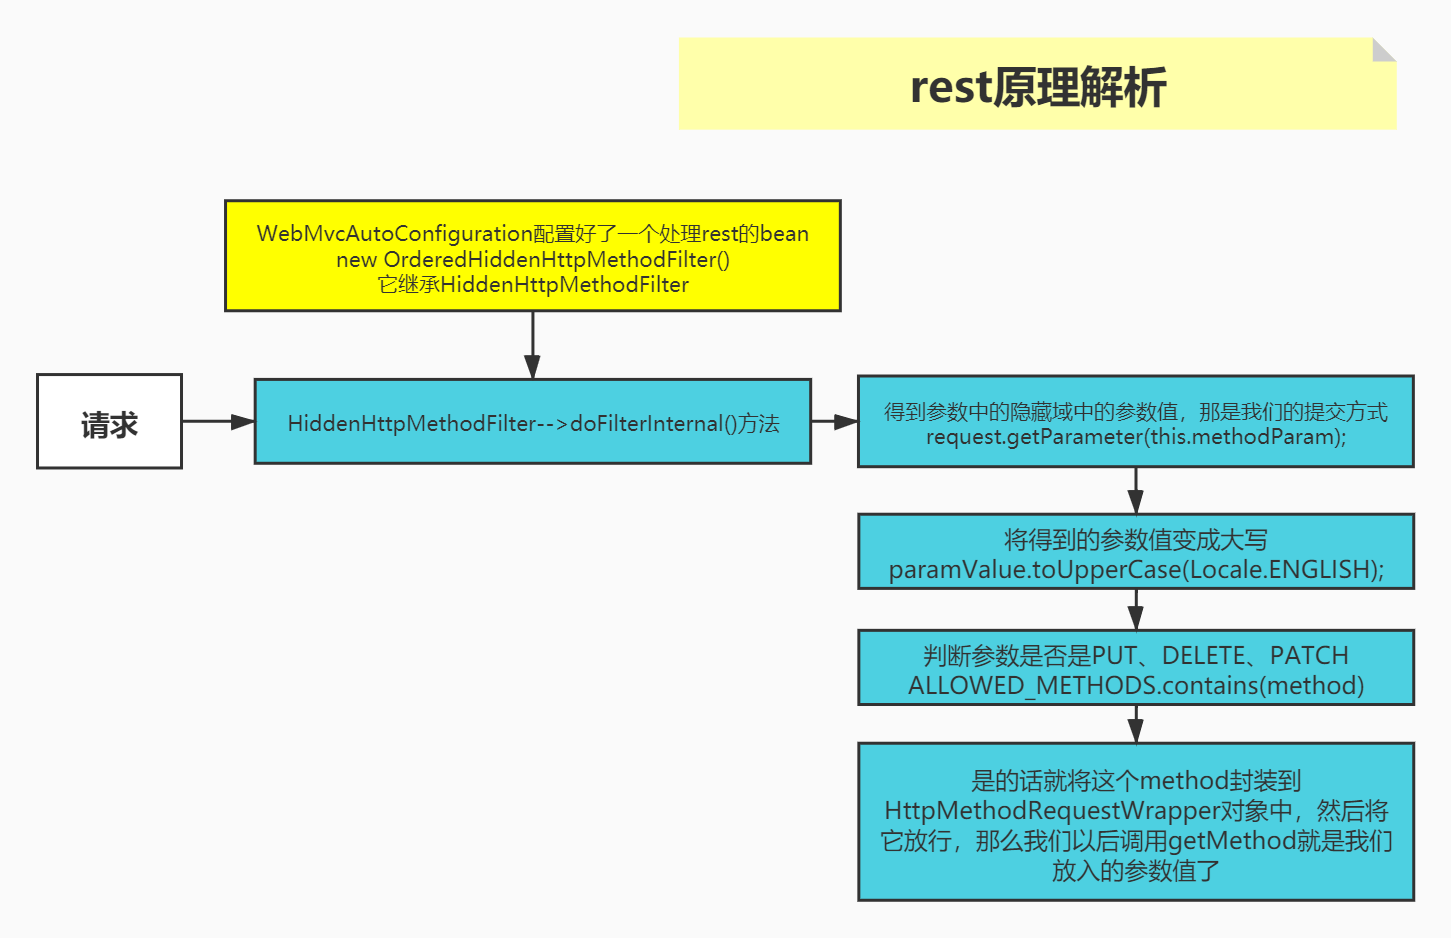 rest原理解析
WebMvcAutoConfiguration配置好了一个处理rest的bean
new OrderedHiddenHttpMethodFilter()
它继承HiddenHttpMethodFilter
请求
HiddenHttpMethodFilter-->doFilterInternal()方法
得到参数中的隐藏域中的参数值，那是我们的提交方式
request.getParameter(this.methodParam);
将得到的参数值变成大写
paramValue.toUpperCase(Locale.ENGLISH);
判断参数是否是PUT、DELETE、PATCH
ALLOWED_METHODS.contains(method)
是的话就将这个method封装到
HttpMethodRequestWrapper对象中，然后将
它放行，那么我们以后调用getMethod就是我们
放入的参数值了